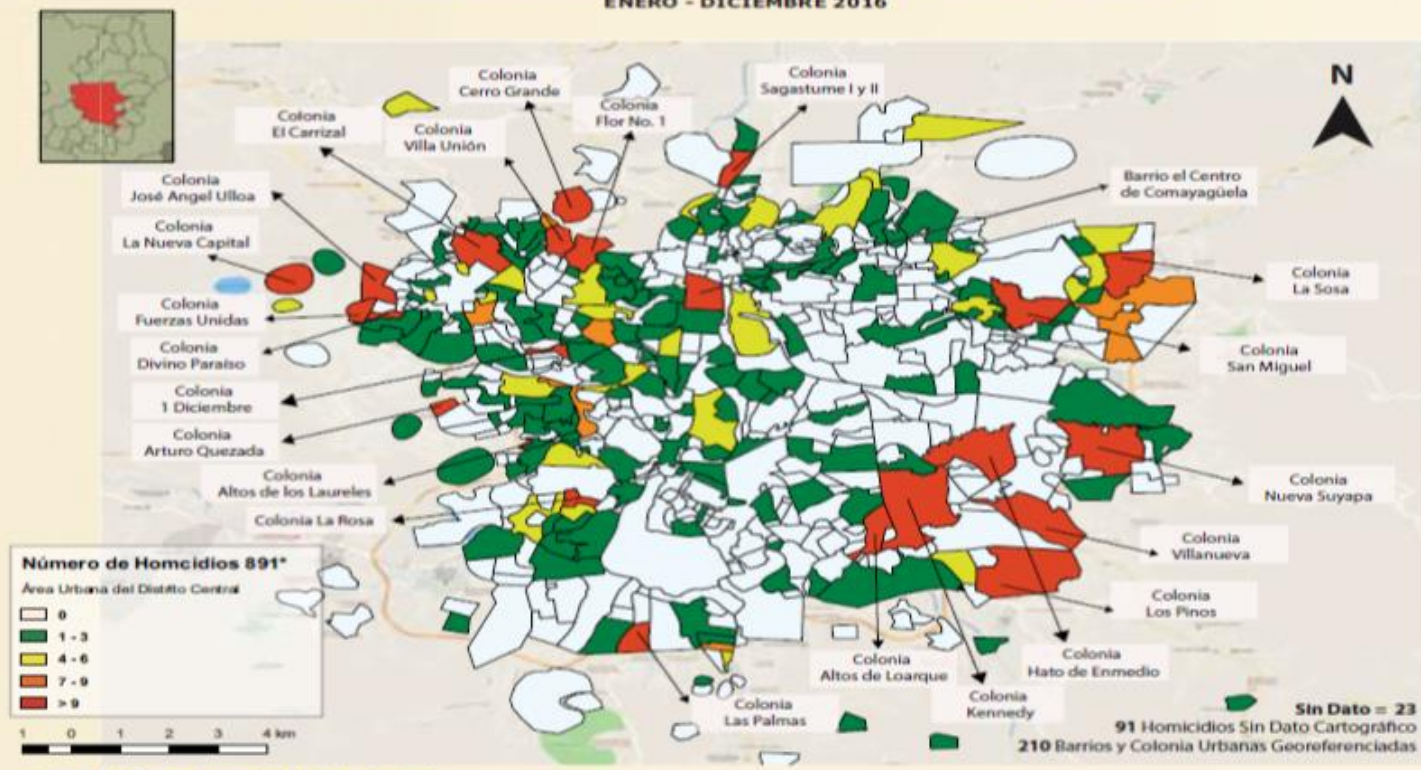 ENERO - DICIEMBRE 2016
Colonia
Cerro Grande
Colonia
Sagastume I y II
N
Colonia
El Carrizal
Colonia
Villa Unión
Colonia
Flor No. 1
Colonia
José Angel Ulloa
Barrio el Centro
de Comayagüela
Colonia
La Nueva Capital
Colonia
La Sosa
Colonia
Fuerzas Unidas
Colonia
Divino Paraíso
Colonia
San Miguel
Colonia
1 Diciembre
Colonia
Arturo Quezada
Colonia
Altos de los Laureles
Colonia
Nueva Suyapa
Colonia La Rosa
Colonia
Villanueva
Colonia
Los Pinos
Colonia
Altos de Loarque
Colonia
Hato de Enmedio
Colonia
Kennedy
Colonia
Las Palmas
Número de Homcidios 891*
Área Urbana del Distito Central
0
1 - 3
4 - 6
7 - 9
> 9
1 0 1 2 3 4 km
Sin Dato = 23
91 Homicidios Sin Dato Cartográfico
210 Barrios y Colonia Urbanas Georeferenciadas